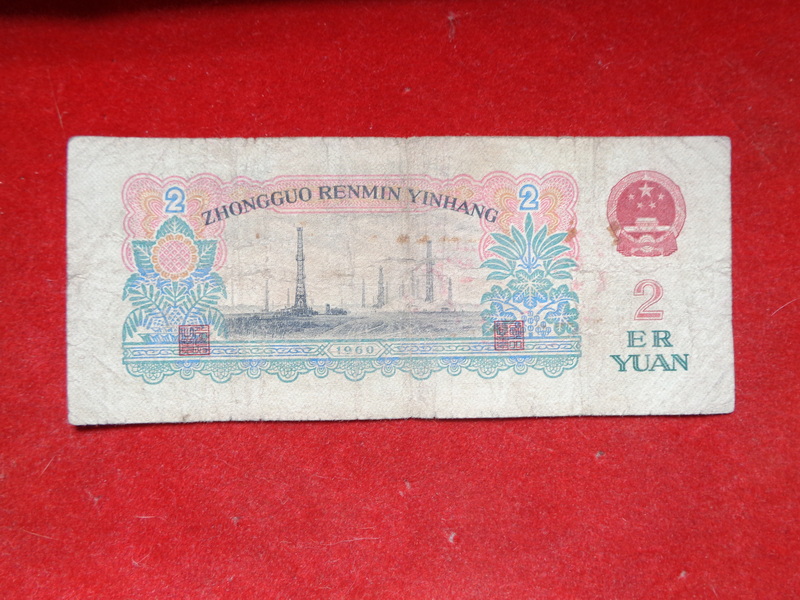 2
ZHONGGUO RENMIN YINHANG
2
2
ER
YUAN
1960